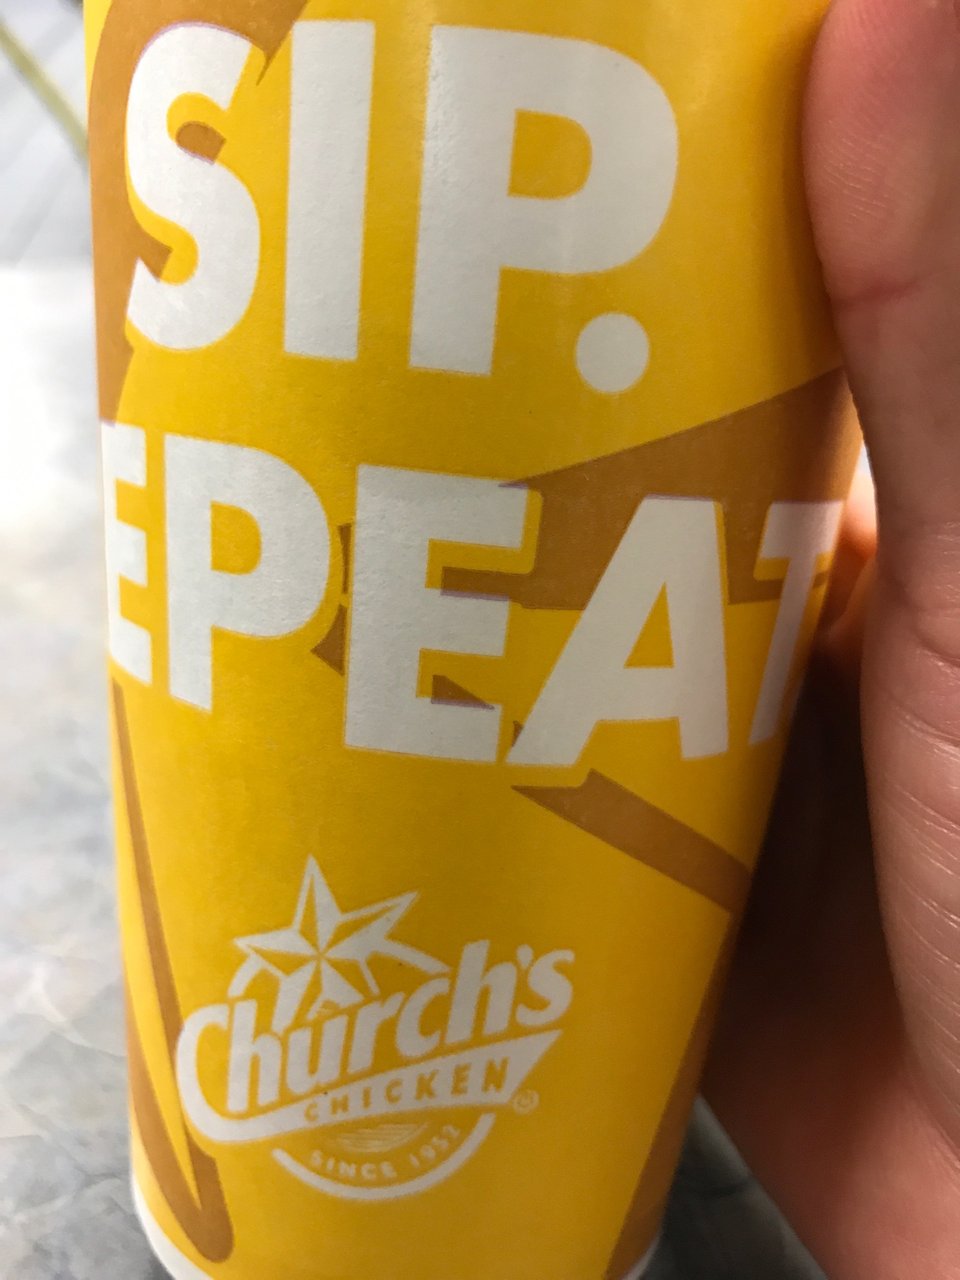 SIP.
EPEAT
Church's
CHICKEN
SINCE 1952